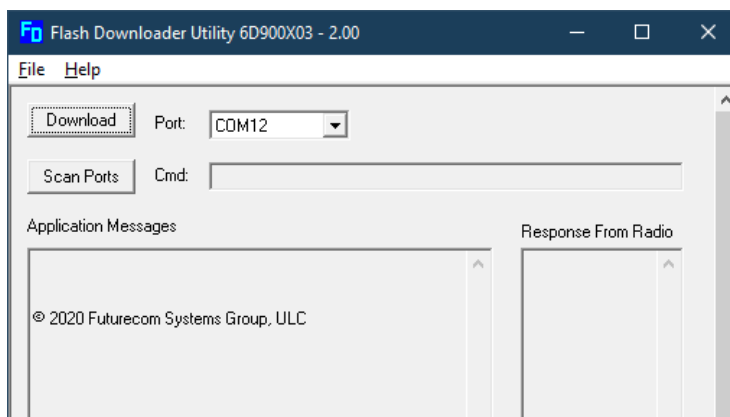 FD Flash Downloader Utility 6D900X03 - 2.00
File Help
Download Port: COM12
Scan Ports Cmd:
Application Messages Response From Radio
© 2020 Futurecom Systems Group, ULC